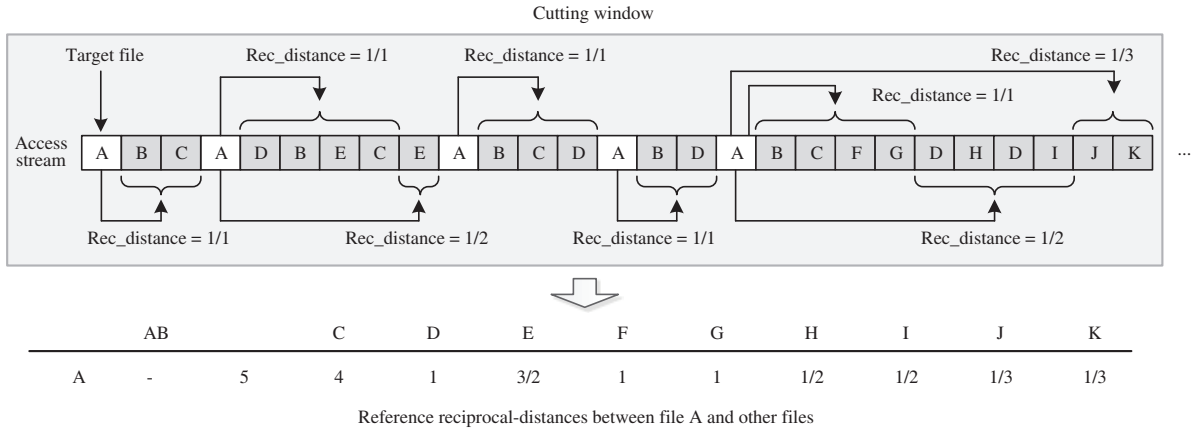 Cutting window
Target file
Rec_distance = 1/1
Rec_distance = 1/1
Rec_distance = 1/3
Rec_distance = 1/1
Access stream
A B C A D B E C E A B C D A B D A B C F G D H D I J K ...
Rec_distance = 1/1
Rec_distance = 1/2
Rec_distance = 1/1
Rec_distance = 1/2
AB C D E F G H I J K
A - 5 4 1 3/2 1 1 1/2 1/2 1/3 1/3
Reference reciprocal-distances between file A and other files